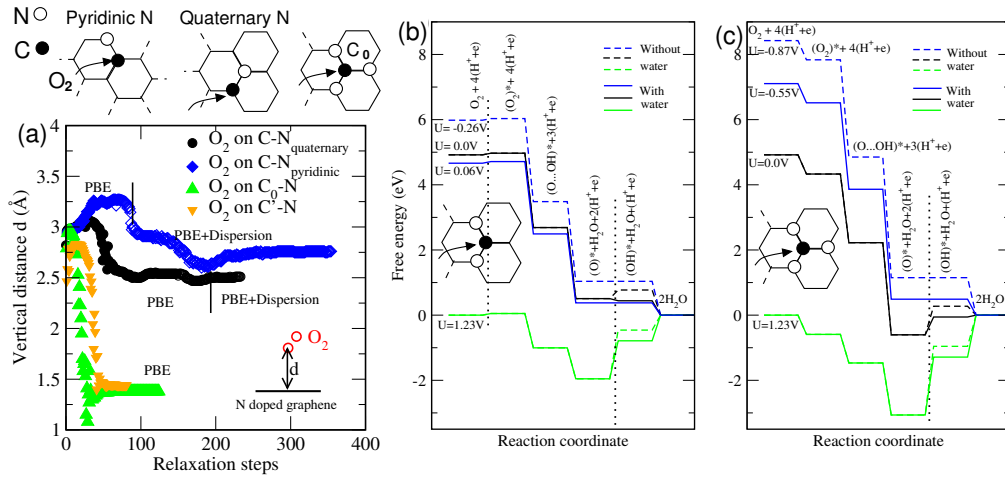 N Pyridinic N Quaternary N
C
O2
C0
(a)
O2 on C-Nquaternary
O2 on C-Npyridinic
O2 on C0-N
O2 on C'-N
PBE
PBE+Dispersion
PBE
PBE+Dispersion
PBE
O2
d
N doped graphene
Vertical distance d (Å)
3.5
3
2.5
2
1.5
1
0 100 200 300 400
Relaxation steps
(b)
Without
water
With
water
O2 + 4(H++e)
(O2)*+ 4(H++e)
(O...OH)*+3(H++e)
(O)*+H2O+2(H++e)
(OH)*+H2O+(H++e)
U= -0.26V
U= 0.0V
U= 0.06V
U=1.23V
2H2O
Free energy (eV)
8
6
4
2
0
-2
Reaction coordinate
(c)
O2 + 4(H++e)
U=-0.87V
(O2)*+ 4(H++e)
Without
water
With
water
U=-0.55V
(O...OH)*+3(H++e)
U=0.0V
(O)*+H2O+2(H++e)
(OH)*+H2O+(H++e)
U=1.23V
2H2O
8
6
4
2
0
-2
Reaction coordinate